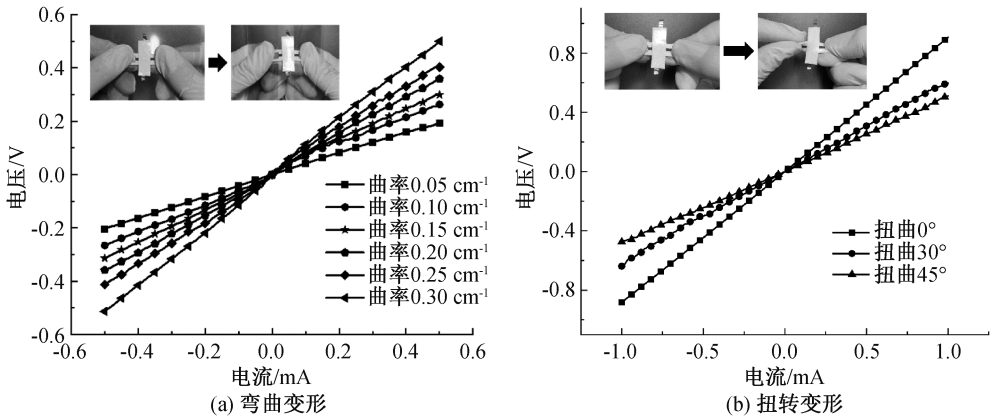 0.6
0.4
0.2
0.0
-0.2
-0.4
-0.6
电压/V
曲率0.05 cm⁻¹
曲率0.10 cm⁻¹
曲率0.15 cm⁻¹
曲率0.20 cm⁻¹
曲率0.25 cm⁻¹
曲率0.30 cm⁻¹
-0.6 -0.4 -0.2 0.0 0.2 0.4 0.6
电流/mA
(a) 弯曲变形
0.8
0.4
0.0
-0.4
-0.8
电压/V
扭曲0°
扭曲30°
扭曲45°
-1.0 -0.5 0.0 0.5 1.0
电流/mA
(b) 扭转变形